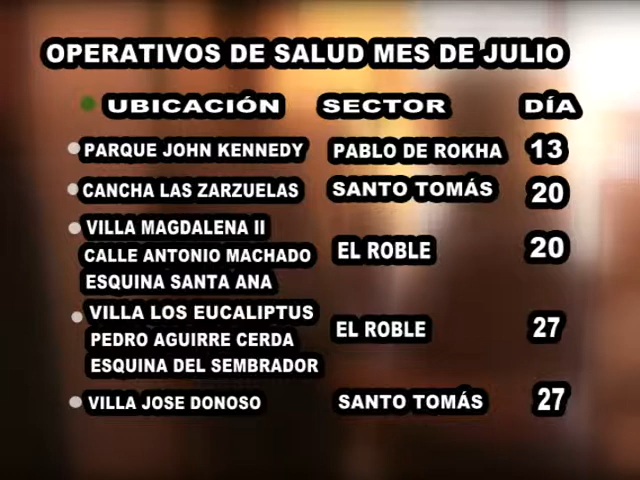 OPERATIVOS DE SALUD MES DE JULIO
UBICACIÓN SECTOR DÍA
PARQUE JOHN KENNEDY PABLO DE ROKHA 13
CANCHA LAS ZARZUELAS SANTO TOMÁS 20
VILLA MAGDALENA II
CALLE ANTONIO MACHADO EL ROBLE 20
ESQUINA SANTA ANA
VILLA LOS EUCALIPTUS
PEDRO AGUIRRE CERDA EL ROBLE 27
ESQUINA DEL SEMBRADOR
VILLA JOSE DONOSO SANTO TOMÁS 27